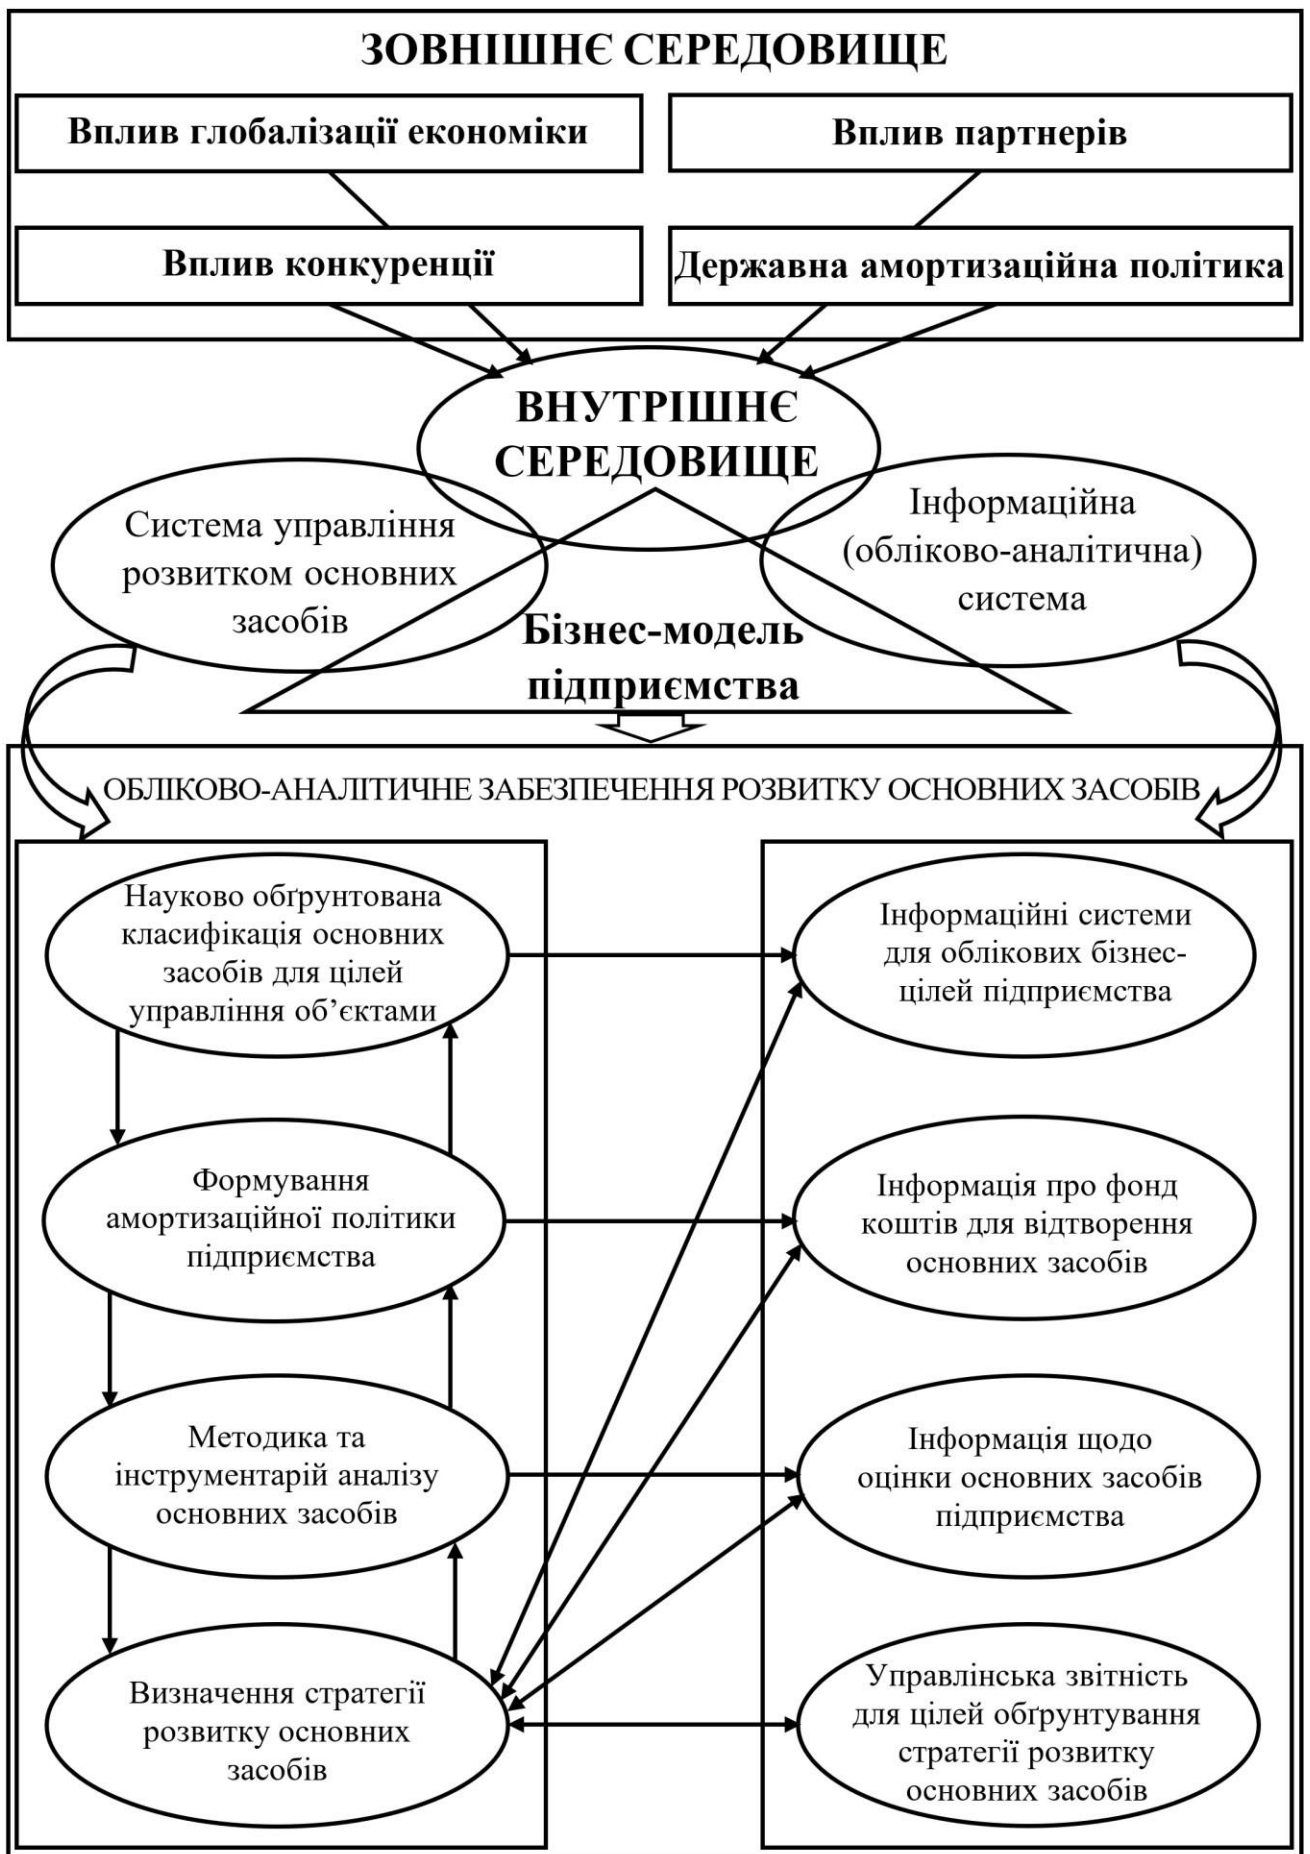 ЗОВНІШНЄ СЕРЕДОВИЩЕ
Вплив глобалізації економіки
Вплив партнерів
Вплив конкуренції
Державна амортизаційна політика
ВНУТРІШНЄ
СЕРЕДОВИЩЕ
Система управління
розвитком основних
засобів
Інформаційна
(обліково-аналітична)
система
Бізнес-модель
підприємства
ОБЛІКОВО-АНАЛІТИЧНЕ ЗАБЕЗПЕЧЕННЯ РОЗВИТКУ ОСНОВНИХ ЗАСОБІВ
Науково обґрунтована
класифікація основних
засобів для цілей
управління об’єктами
Інформаційні системи
для облікових бізнес-
цілей підприємства
Формування
амортизаційної політики
підприємства
Інформація про фонд
коштів для відтворення
основних засобів
Методика та
інструментарій аналізу
основних засобів
Інформація щодо
оцінки основних засобів
підприємства
Визначення стратегії
розвитку основних
засобів
Управлінська звітність
для цілей обґрунтування
стратегії розвитку
основних засобів